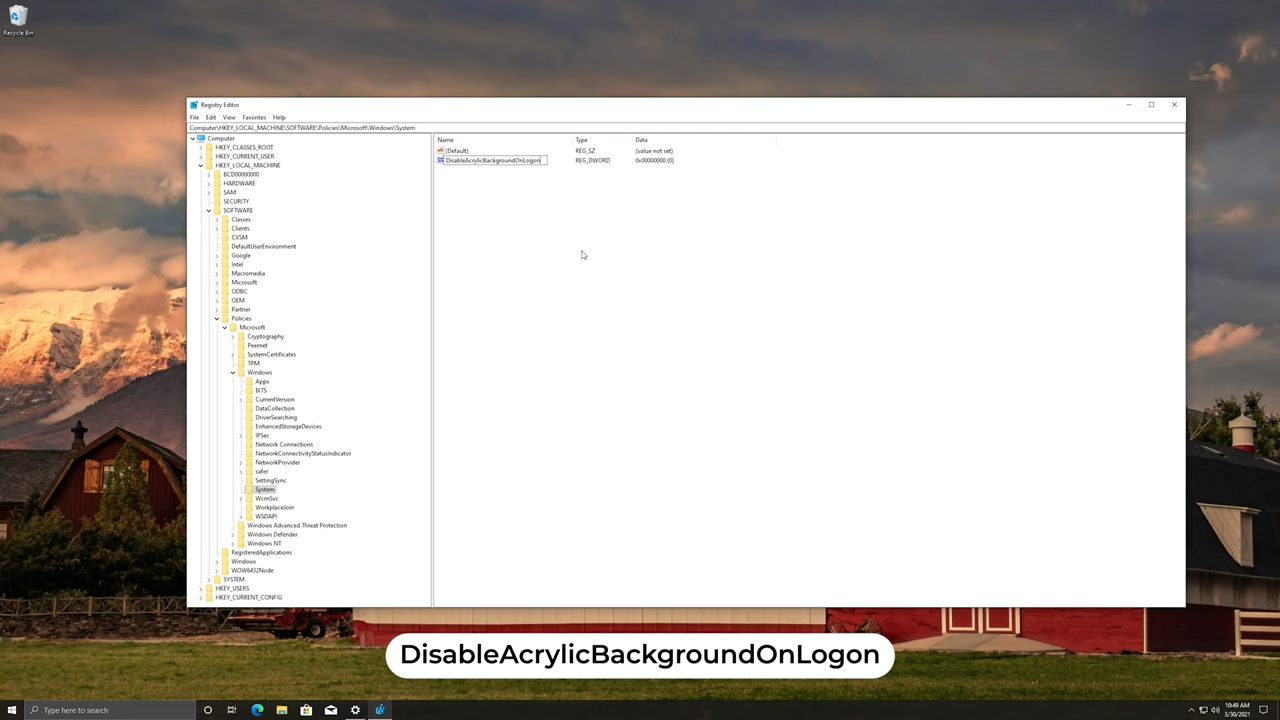 Recycle Bin
Registry Editor
File Edit View Favorites Help
Computer\HKEY_LOCAL_MACHINE\SOFTWARE\Policies\Microsoft\Windows\System
Computer
HKEY_CLASSES_ROOT
HKEY_CURRENT_USER
HKEY_LOCAL_MACHINE
BCD00000000
HARDWARE
SAM
SECURITY
SOFTWARE
Classes
Clients
CVSM
DefaultUserEnvironment
Google
Intel
Macromedia
Microsoft
ODBC
OEM
Partner
Policies
Microsoft
Cryptography
Peernet
SystemCertificates
TPM
Windows
Appx
BITS
CurrentVersion
DataCollection
DriverSearching
EnhancedStorageDevices
IPSec
Network Connections
NetworkConnectivityStatusIndicator
NetworkProvider
safer
SettingSync
System
WcmSvc
WorkplaceJoin
WSDAPI
Windows Advanced Threat Protection
Windows Defender
Windows NT
RegisteredApplications
Windows
WOW6432Node
SYSTEM
HKEY_USERS
HKEY_CURRENT_CONFIG
Name Type Data
(Default) REG_SZ (value not set)
DisableAcrylicBackgroundOnLogon REG_DWORD 0x00000000 (0)
DisableAcrylicBackgroundOnLogon
Type here to search
10:49 AM
3/30/2021